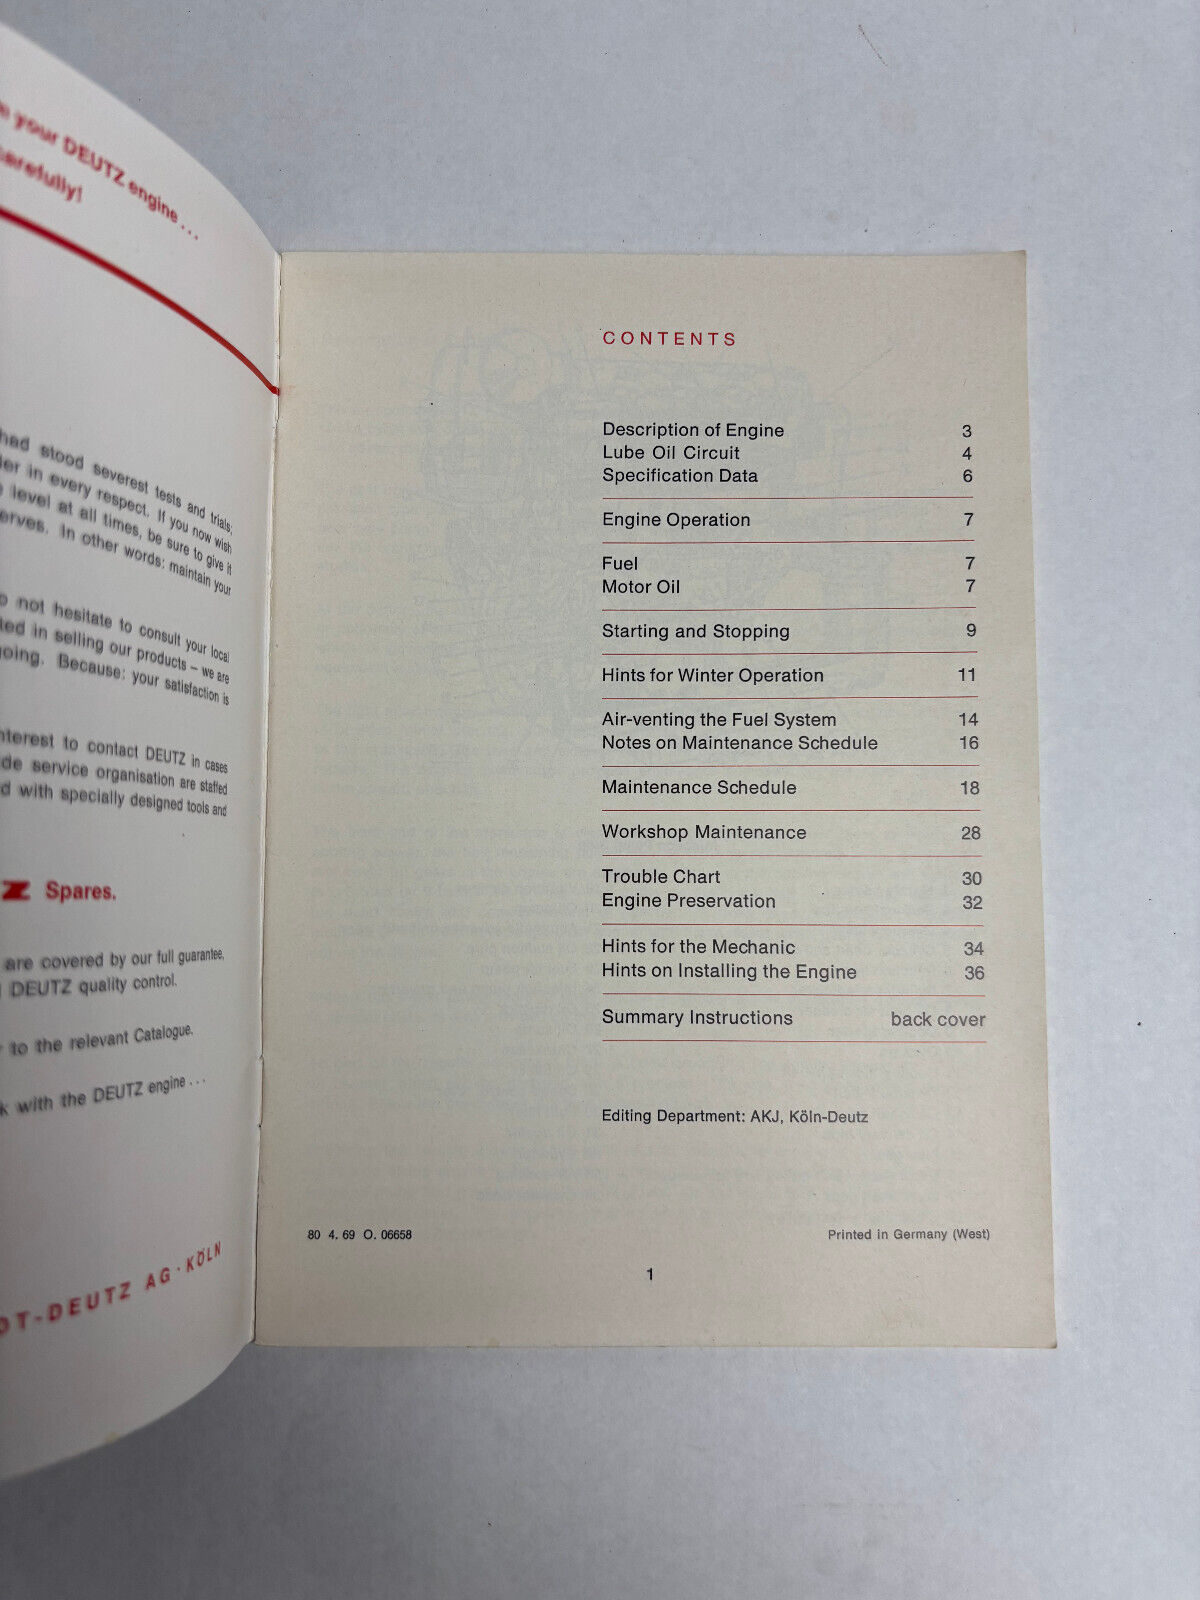 your DEUTZ engine ...
carefully!
had stood severest tests and trials;
in every respect. If you now wish
level at all times, be sure to give it
In other words: maintain your
not hesitate to consult your local
in selling our products – we are
going. Because: your satisfaction is
interest to contact DEUTZ in cases
service organisation are staffed
with specially designed tools and
Spares.
are covered by our full guarantee,
DEUTZ quality control.
to the relevant Catalogue.
with the DEUTZ engine ...
-DEUTZ AG · KÖLN
CONTENTS
Description of Engine 3
Lube Oil Circuit 4
Specification Data 6
Engine Operation 7
Fuel 7
Motor Oil 7
Starting and Stopping 9
Hints for Winter Operation 11
Air-venting the Fuel System 14
Notes on Maintenance Schedule 16
Maintenance Schedule 18
Workshop Maintenance 28
Trouble Chart 30
Engine Preservation 32
Hints for the Mechanic 34
Hints on Installing the Engine 36
Summary Instructions back cover
Editing Department: AKJ, Köln-Deutz
80 4. 69 O. 06658
Printed in Germany (West)
1